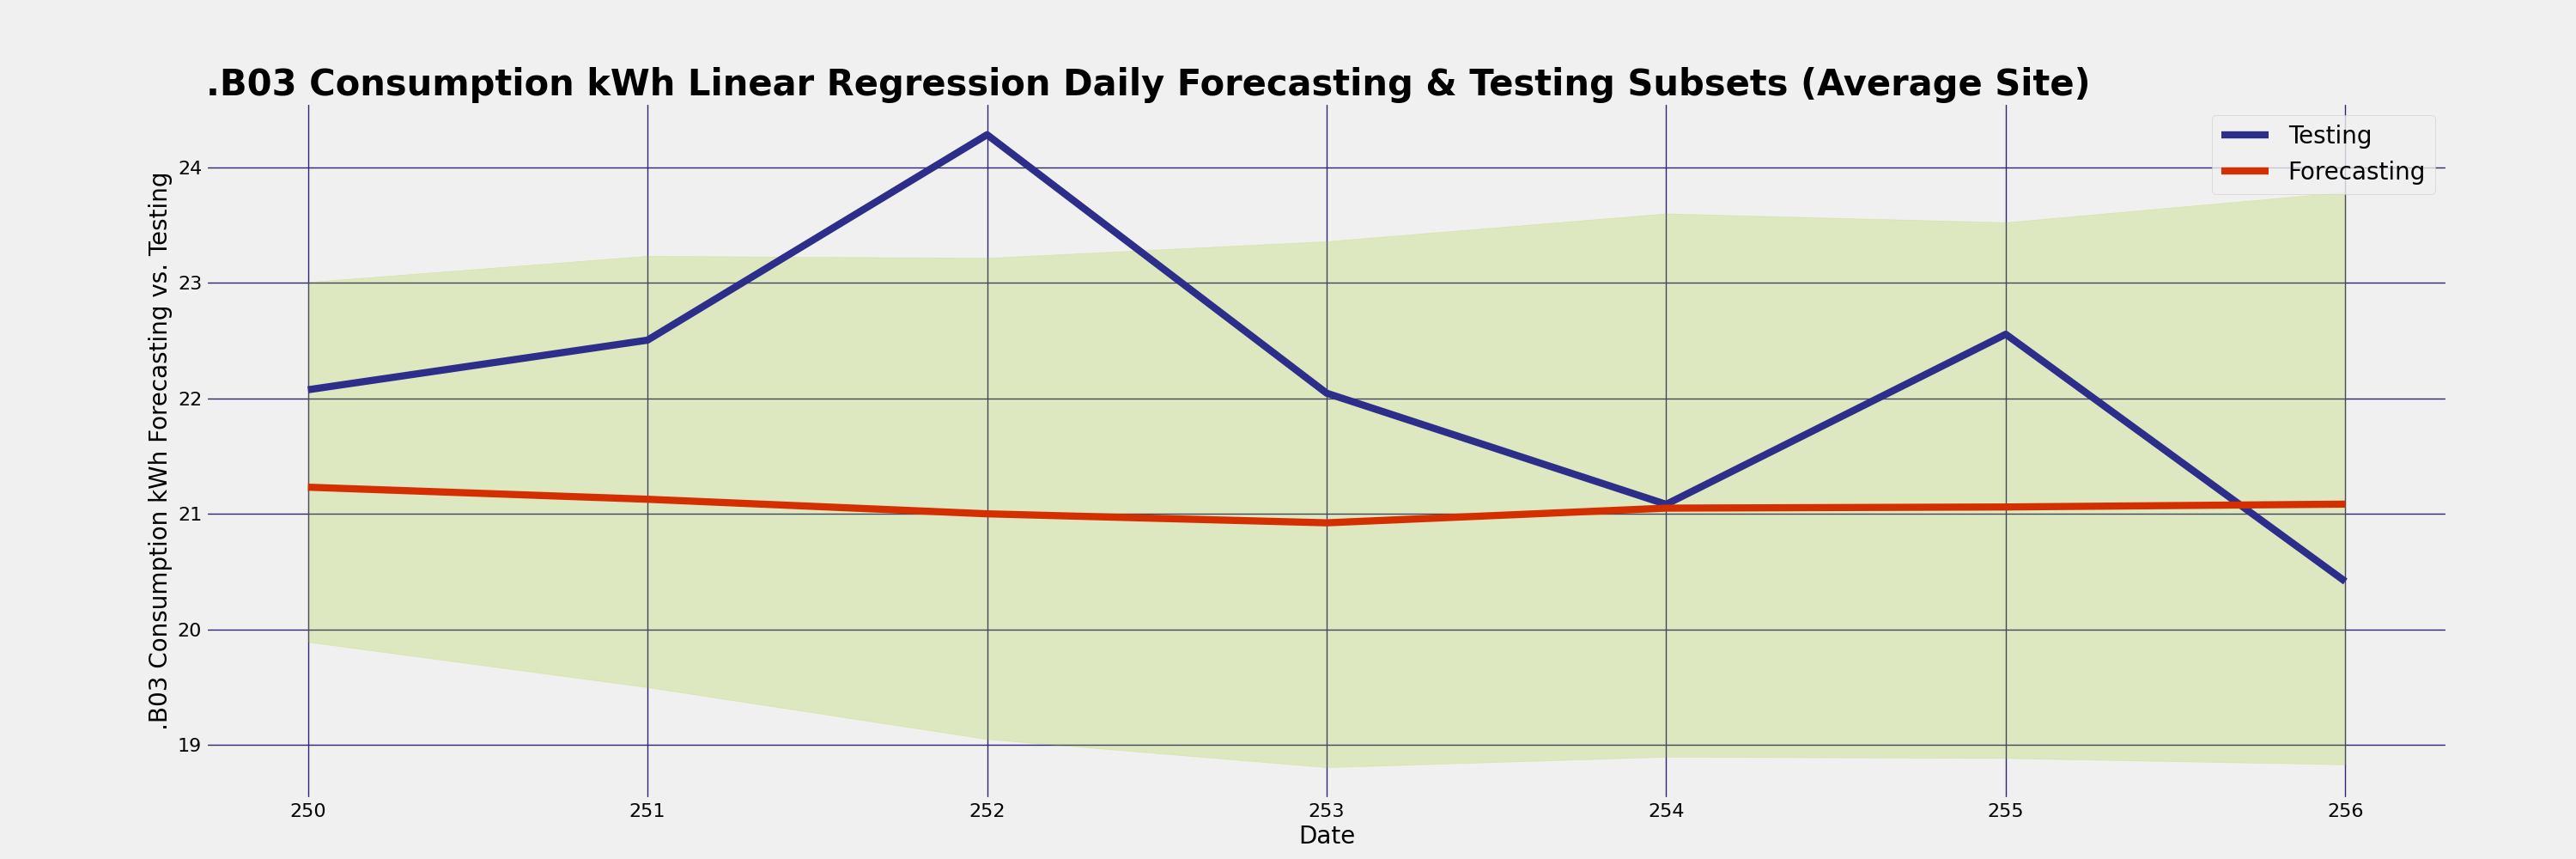 .B03 Consumption kWh Linear Regression Daily Forecasting & Testing Subsets (Average Site)
.B03 Consumption kWh Forecasting vs. Testing
24
23
22
21
20
19
Testing
Forecasting
250 251 252 253 254 255 256
Date